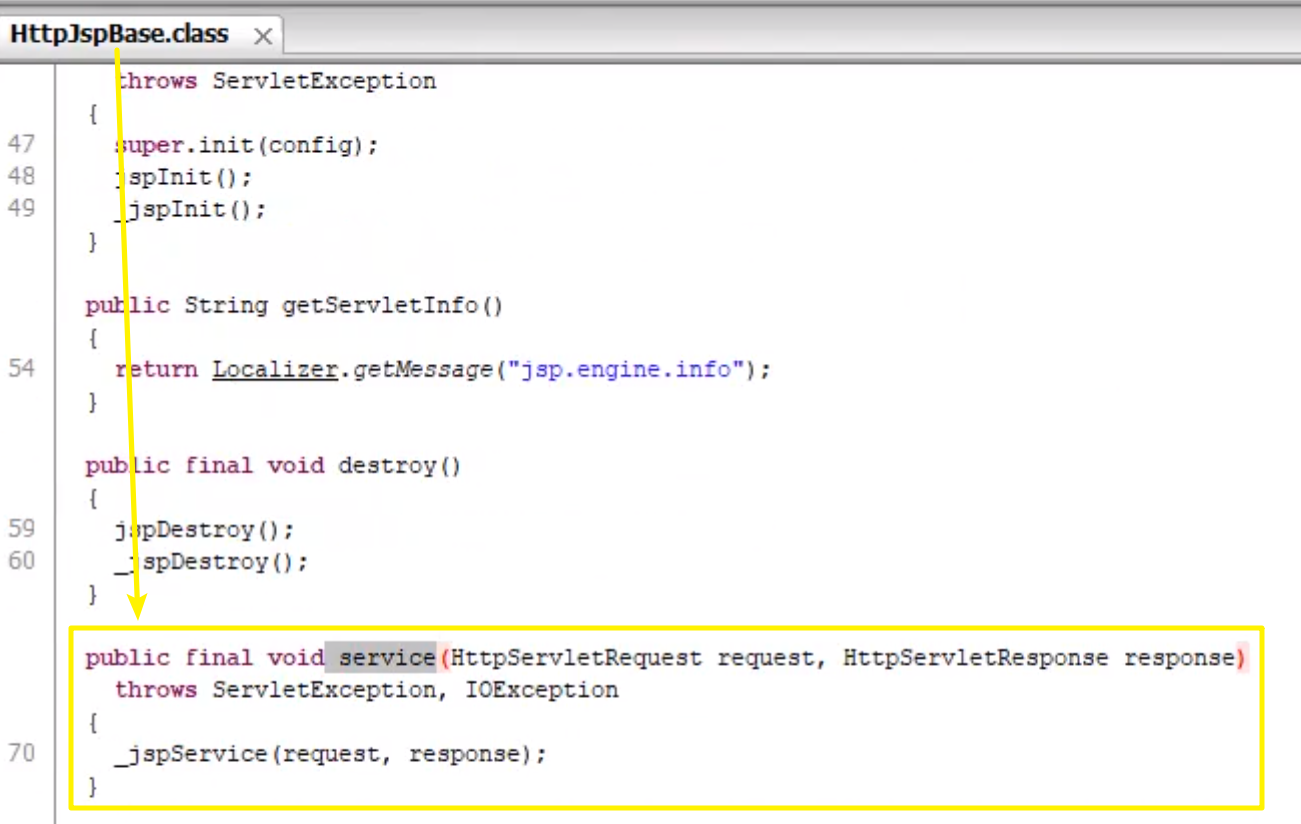 HttpJspBase.class
throws ServletException
{
47 super.init(config);
48 jspInit();
49 _jspInit();
}
public String getServletInfo()
{
54 return Localizer.getMessage("jsp.engine.info");
}
public final void destroy()
{
59 jspDestroy();
60 _jspDestroy();
}
public final void service(HttpServletRequest request, HttpServletResponse response)
throws ServletException, IOException
{
70 _jspService(request, response);
}